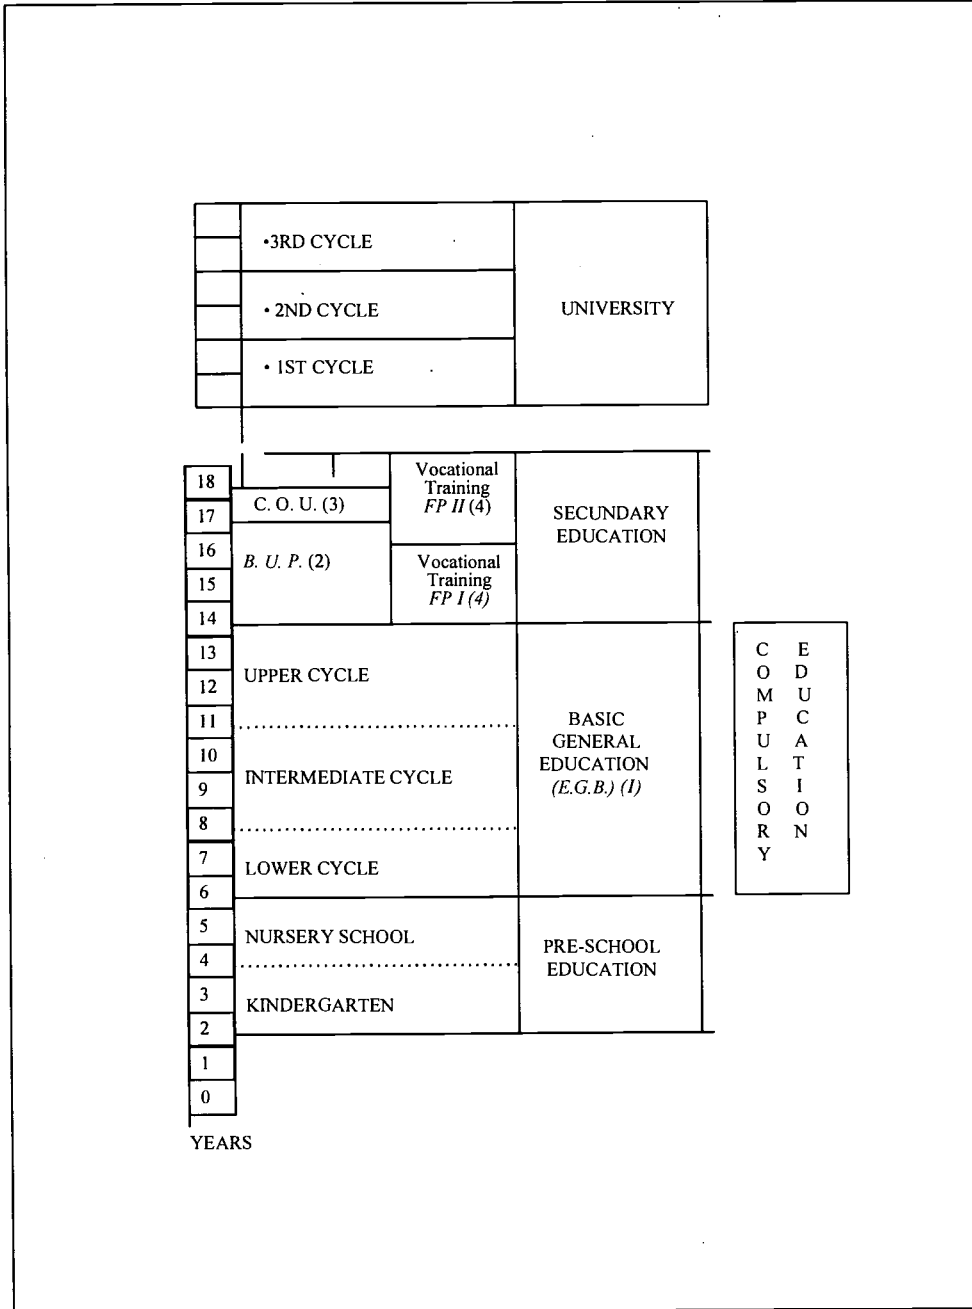 •3RD CYCLE
• 2ND CYCLE
• 1ST CYCLE
UNIVERSITY
18
17
16
15
14
13
12
11
10
9
8
7
6
5
4
3
2
1
0
YEARS
C. O. U. (3)
B. U. P. (2)
Vocational
Training
FP II (4)
Vocational
Training
FP I (4)
SECUNDARY
EDUCATION
UPPER CYCLE
INTERMEDIATE CYCLE
LOWER CYCLE
BASIC
GENERAL
EDUCATION
(E.G.B.) (I)
NURSERY SCHOOL
KINDERGARTEN
PRE-SCHOOL
EDUCATION
COMPULSORY
EDUCATION